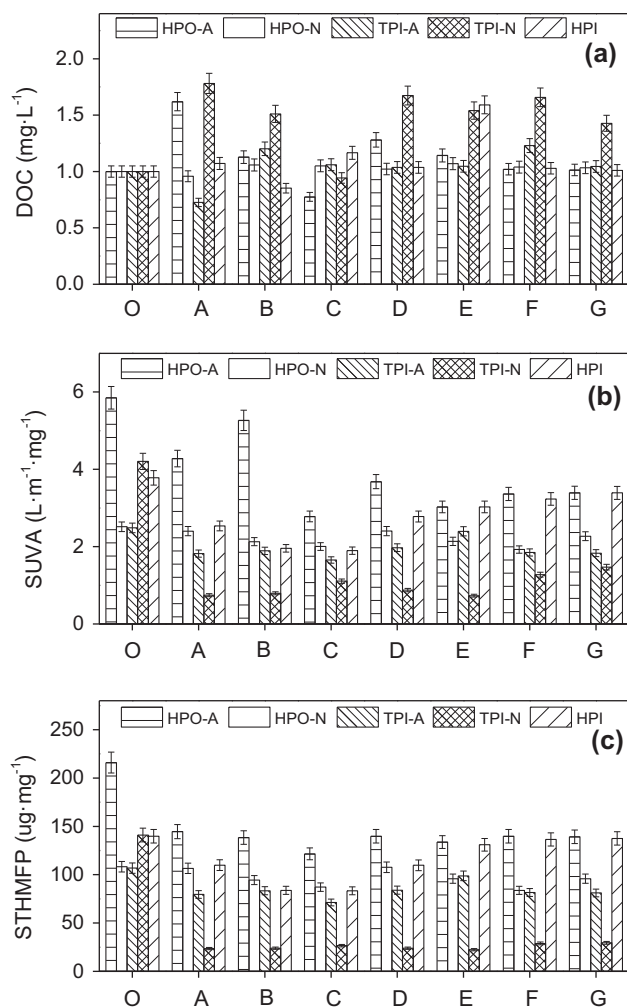 HPO-A HPO-N TPI-A TPI-N HPI
(a)
DOC (mg·L⁻¹)
2.0
1.5
1.0
0.5
0.0
O A B C D E F G
HPO-A HPO-N TPI-A TPI-N HPI
(b)
SUVA (L·m⁻¹·mg⁻¹)
6
4
2
0
O A B C D E F G
HPO-A HPO-N TPI-A TPI-N HPI
(c)
STHMFP (ug·mg⁻¹)
250
200
150
100
50
0
O A B C D E F G